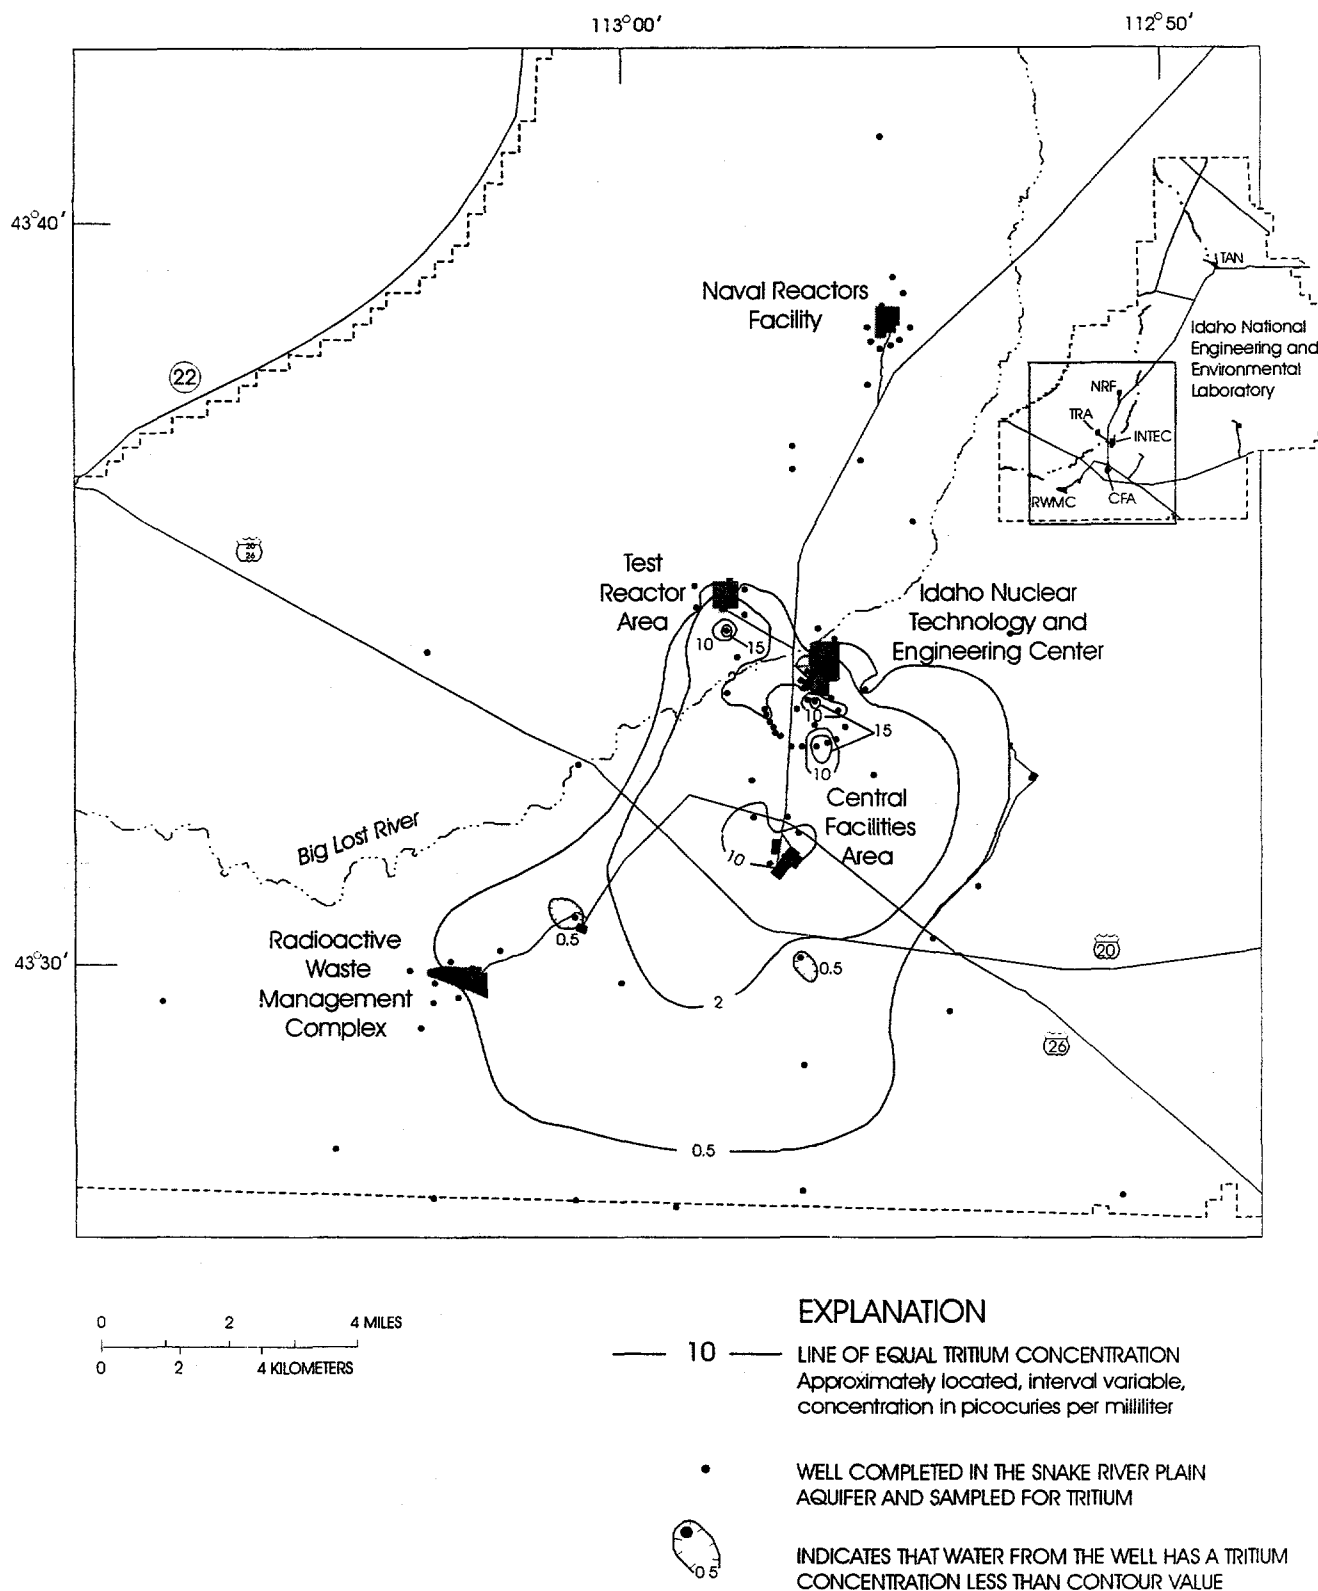 113°00'
112°50'
43°40'
TAN
Naval Reactors
Facility
Idaho National
Engineering and
Environmental
Laboratory
22
NRF
TRA
INTEC
RWMC
CFA
20
26
Test
Reactor
Area
Idaho Nuclear
Technology and
Engineering Center
10
15
10
15
10
Central
Facilities
Area
10
Big Lost River
0.5
Radioactive
Waste
Management
Complex
43°30'
0.5
20
2
26
0.5
0 2 4 MILES
0 2 4 KILOMETERS
EXPLANATION
10
LINE OF EQUAL TRITIUM CONCENTRATION
Approximately located, interval variable,
concentration in picocuries per milliliter
WELL COMPLETED IN THE SNAKE RIVER PLAIN
AQUIFER AND SAMPLED FOR TRITIUM
0.5
INDICATES THAT WATER FROM THE WELL HAS A TRITIUM
CONCENTRATION LESS THAN CONTOUR VALUE